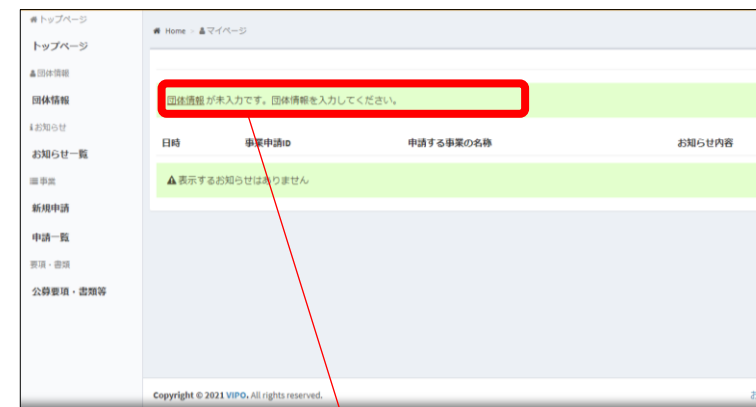 トップページ
トップページ
団体情報
団体情報
お知らせ
お知らせ一覧
事業
新規申請
申請一覧
要項・書類
公募要項・書類等
Home > マイページ
団体情報が未入力です。団体情報を入力してください。
日時 事業申請ID 申請する事業の名称 お知らせ内容
表示するお知らせはありません
Copyright © 2021 VIPO. All rights reserved.